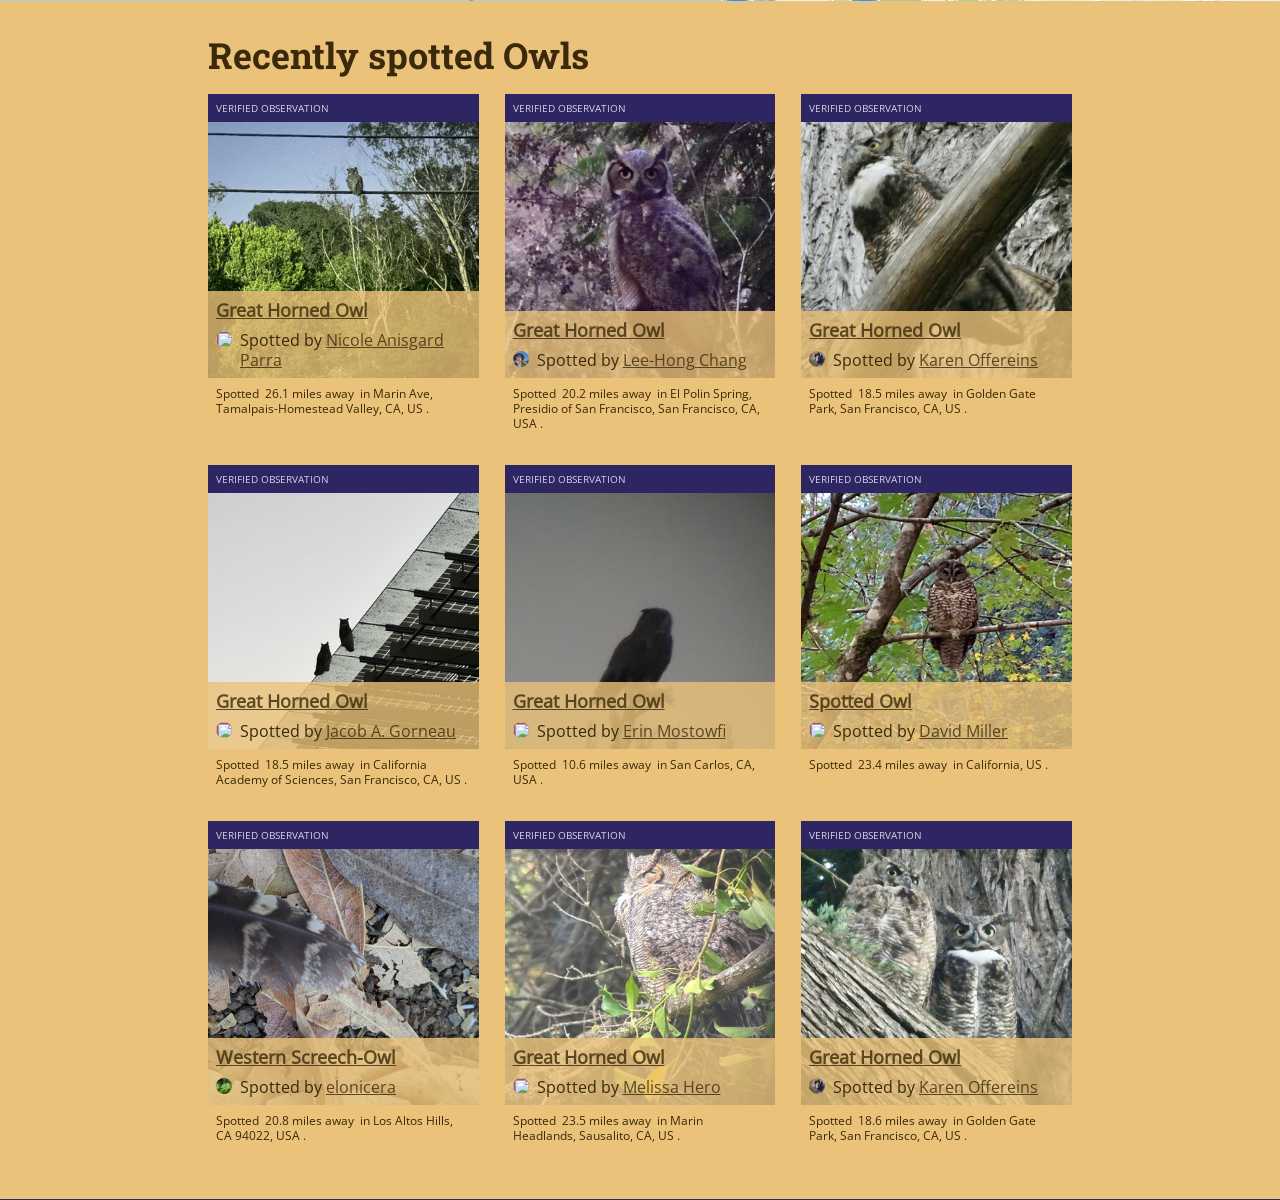 Recently spotted Owls
VERIFIED OBSERVATION
Great Horned Owl
Spotted by Nicole Anisgard
Parra
Spotted 26.1 miles away in Marin Ave,
Tamalpais-Homestead Valley, CA, US .
VERIFIED OBSERVATION
Great Horned Owl
Spotted by Lee-Hong Chang
Spotted 20.2 miles away in El Polin Spring,
Presidio of San Francisco, San Francisco, CA,
USA .
VERIFIED OBSERVATION
Great Horned Owl
Spotted by Karen Offereins
Spotted 18.5 miles away in Golden Gate
Park, San Francisco, CA, US .
VERIFIED OBSERVATION
Great Horned Owl
Spotted by Jacob A. Gorneau
Spotted 18.5 miles away in California
Academy of Sciences, San Francisco, CA, US .
VERIFIED OBSERVATION
Great Horned Owl
Spotted by Erin Mostowfi
Spotted 10.6 miles away in San Carlos, CA,
USA .
VERIFIED OBSERVATION
Spotted Owl
Spotted by David Miller
Spotted 23.4 miles away in California, US .
VERIFIED OBSERVATION
Western Screech-Owl
Spotted by elonicera
Spotted 20.8 miles away in Los Altos Hills,
CA 94022, USA .
VERIFIED OBSERVATION
Great Horned Owl
Spotted by Melissa Hero
Spotted 23.5 miles away in Marin
Headlands, Sausalito, CA, US .
VERIFIED OBSERVATION
Great Horned Owl
Spotted by Karen Offereins
Spotted 18.6 miles away in Golden Gate
Park, San Francisco, CA, US .